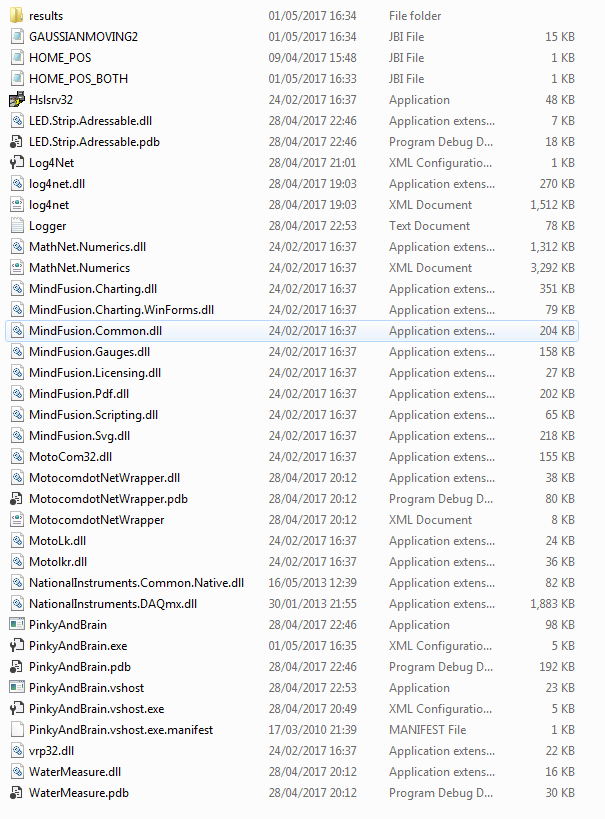 results 01/05/2017 16:34 File folder
GAUSSIANMOVING2 01/05/2017 16:34 JBI File 15 KB
HOME_POS 09/04/2017 15:48 JBI File 1 KB
HOME_POS_BOTH 01/05/2017 16:33 JBI File 1 KB
Hslsrv32 24/02/2017 16:37 Application 48 KB
LED.Strip.Adressable.dll 28/04/2017 22:46 Application extens... 7 KB
LED.Strip.Adressable.pdb 28/04/2017 22:46 Program Debug D... 18 KB
Log4Net 28/04/2017 21:01 XML Configuratio... 1 KB
log4net.dll 28/04/2017 19:03 Application extens... 270 KB
log4net 28/04/2017 19:03 XML Document 1,512 KB
Logger 28/04/2017 22:53 Text Document 78 KB
MathNet.Numerics.dll 24/02/2017 16:37 Application extens... 1,312 KB
MathNet.Numerics 24/02/2017 16:37 XML Document 3,292 KB
MindFusion.Charting.dll 24/02/2017 16:37 Application extens... 351 KB
MindFusion.Charting.WinForms.dll 24/02/2017 16:37 Application extens... 79 KB
MindFusion.Common.dll 24/02/2017 16:37 Application extens... 204 KB
MindFusion.Gauges.dll 24/02/2017 16:37 Application extens... 158 KB
MindFusion.Licensing.dll 24/02/2017 16:37 Application extens... 27 KB
MindFusion.Pdf.dll 24/02/2017 16:37 Application extens... 202 KB
MindFusion.Scripting.dll 24/02/2017 16:37 Application extens... 65 KB
MindFusion.Svg.dll 24/02/2017 16:37 Application extens... 218 KB
MotoCom32.dll 24/02/2017 16:37 Application extens... 155 KB
MotocomdotNetWrapper.dll 28/04/2017 20:12 Application extens... 38 KB
MotocomdotNetWrapper.pdb 28/04/2017 20:12 Program Debug D... 80 KB
MotocomdotNetWrapper 28/04/2017 20:12 XML Document 8 KB
MotoLk.dll 24/02/2017 16:37 Application extens... 24 KB
Motolkr.dll 24/02/2017 16:37 Application extens... 36 KB
NationalInstruments.Common.Native.dll 16/05/2013 12:39 Application extens... 82 KB
NationalInstruments.DAQmx.dll 30/01/2013 21:55 Application extens... 1,883 KB
PinkyAndBrain 28/04/2017 22:46 Application 98 KB
PinkyAndBrain.exe 01/05/2017 16:35 XML Configuratio... 5 KB
PinkyAndBrain.pdb 28/04/2017 22:46 Program Debug D... 192 KB
PinkyAndBrain.vshost 28/04/2017 22:53 Application 23 KB
PinkyAndBrain.vshost.exe 28/04/2017 20:49 XML Configuratio... 5 KB
PinkyAndBrain.vshost.exe.manifest 17/03/2010 21:39 MANIFEST File 1 KB
vrp32.dll 24/02/2017 16:37 Application extens... 22 KB
WaterMeasure.dll 28/04/2017 20:12 Application extens... 16 KB
WaterMeasure.pdb 28/04/2017 20:12 Program Debug D... 30 KB